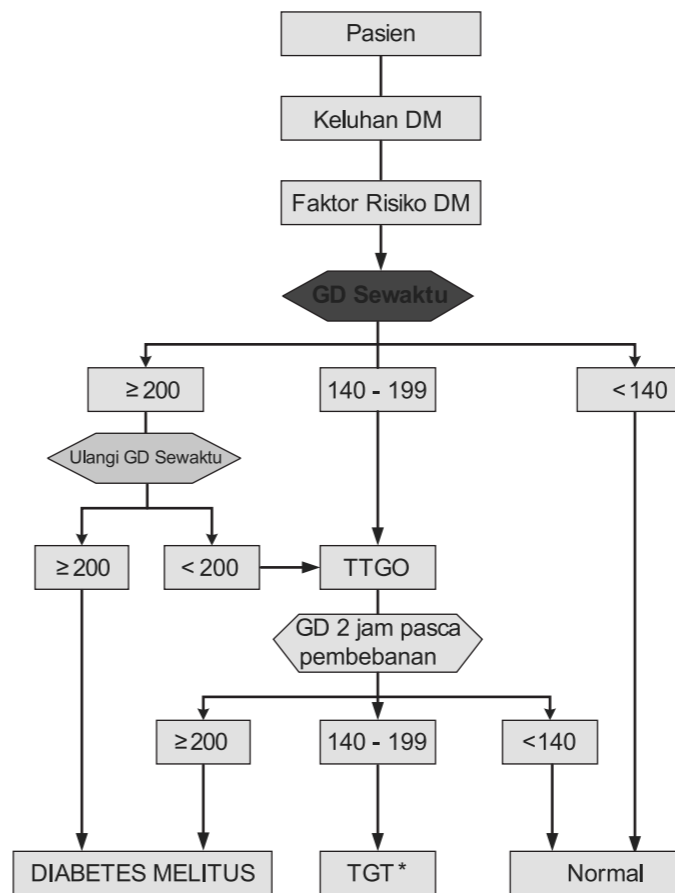 Pasien
Keluhan DM
Faktor Risiko DM
GD Sewaktu
≥ 200
140 - 199
<140
Ulangi GD Sewaktu
≥ 200
< 200
TTGO
GD 2 jam pasca
pembebanan
≥200
140 - 199
<140
DIABETES MELITUS
TGT *
Normal